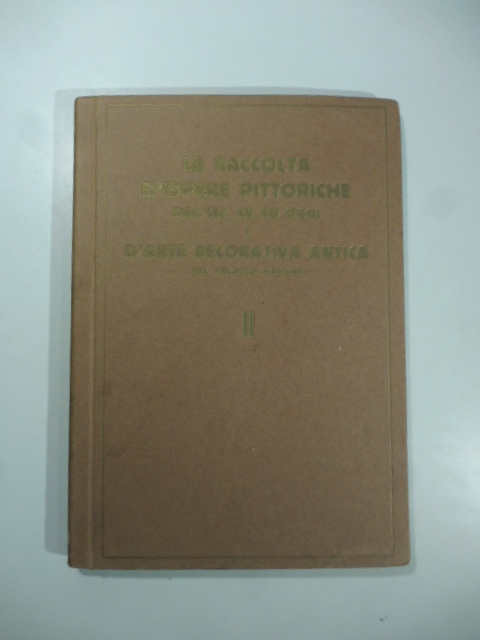 LA RACCOLTA
D'OPERE PITTORICHE
DAL SEC. XV AD OGGI
E
D'ARTE DECORATIVA ANTICA
II